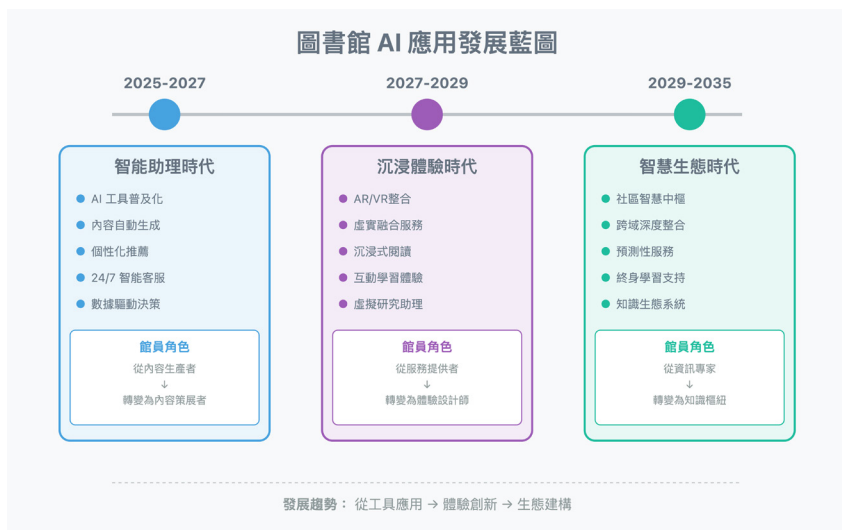 圖書館 AI 應用發展藍圖
2025-2027
2027-2029
2029-2035
智能助理時代
AI 工具普及化
內容自動生成
個性化推薦
24/7 智能客服
數據驅動決策
館員角色
從內容生產者
↓
轉變為內容策展者
沉浸體驗時代
AR/VR整合
虛實融合服務
沉浸式閱讀
互動學習體驗
虛擬研究助理
館員角色
從服務提供者
↓
轉變為體驗設計師
智慧生態時代
社區智慧中樞
跨域深度整合
預測性服務
終身學習支持
知識生態系統
館員角色
從資訊專家
↓
轉變為知識樞紐
發展趨勢： 從工具應用 → 體驗創新 → 生態建構